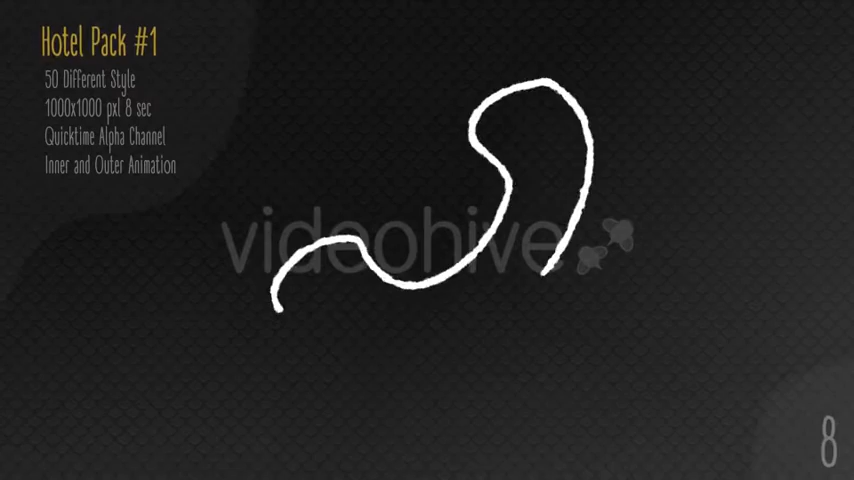 Hotel Pack #1
50 Different Style
1000x1000 pxl 8 sec
Quicktime Alpha Channel
Inner and Outer Animation
videohive
8